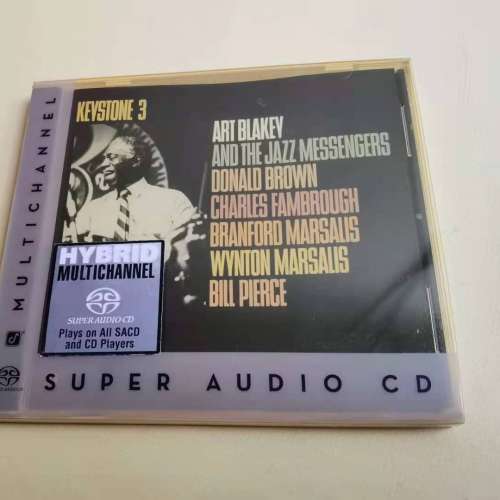 MULTICHANNEL
KEYSTONE 3
ART BLAKEY
AND THE JAZZ MESSENGERS
DONALD BROWN
CHARLES FAMBROUGH
BRANFORD MARSALIS
WYNTON MARSALIS
BILL PIERCE
HYBRID
MULTICHANNEL
SUPER AUDIO CD
Plays on All SACD
and CD Players
SUPER AUDIO CD